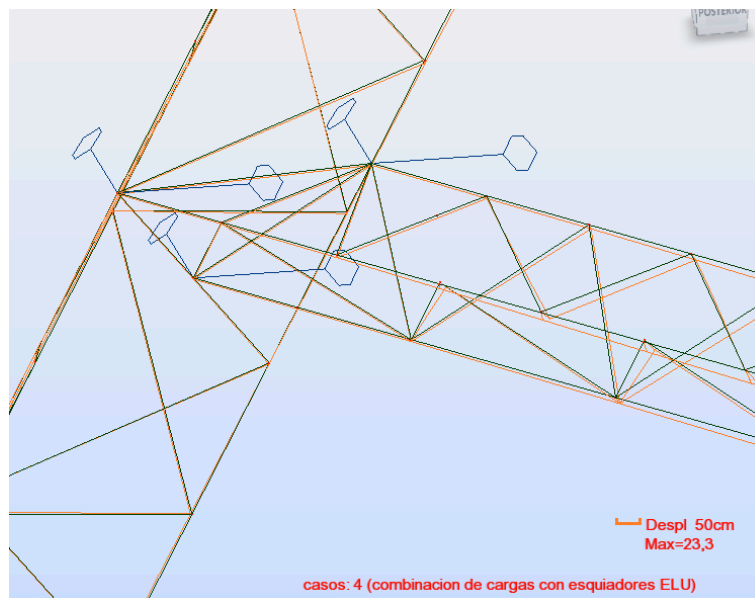 POSTERIOR
Despl 50cm
Max=23,3
casos: 4 (combinacion de cargas con esquiadores ELU)